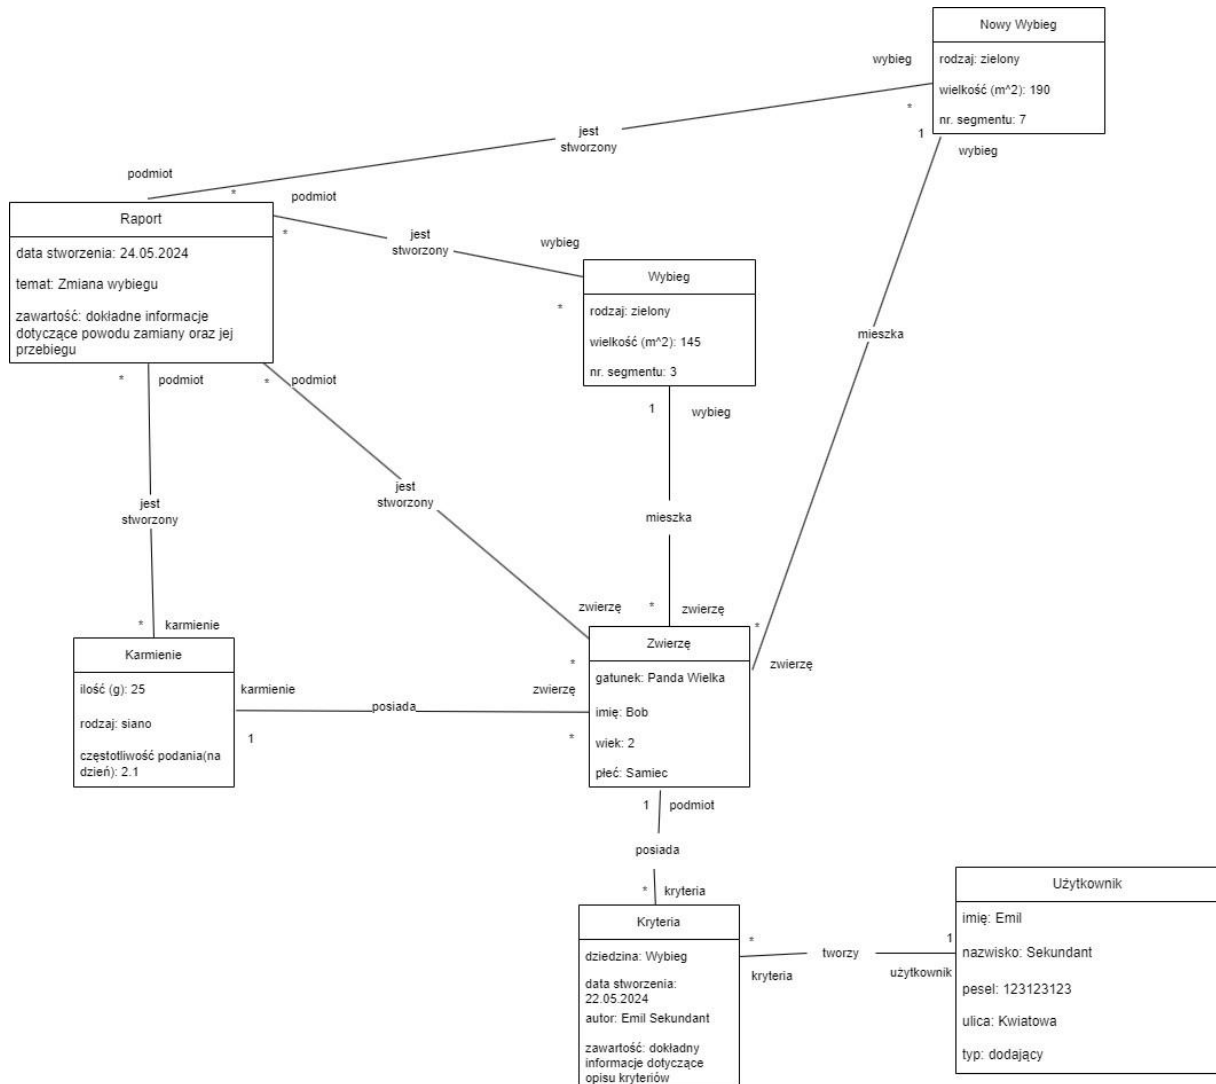 Nowy Wybieg
rodzaj: zielony
wielkość (m^2): 190
nr. segmentu: 7
wybieg
*
1
wybieg
jest
stworzony
podmiot
*
Raport
data stworzenia: 24.05.2024
temat: Zmiana wybiegu
zawartość: dokładne informacje
dotyczące powodu zamiany oraz jej
przebiegu
podmiot
*
jest
stworzony
wybieg
*
Wybieg
rodzaj: zielony
wielkość (m^2): 145
nr. segmentu: 3
1
wybieg
mieszka
mieszka
*
podmiot
*
podmiot
jest
stworzony
jest
stworzony
*
karmienie
zwierzę
*
*
zwierzę
*
zwierzę
Karmienie
ilość (g): 25
rodzaj: siano
częstotliwość podania(na
dzień): 2.1
karmienie
1
posiada
zwierzę
*
Zwierzę
gatunek: Panda Wielka
imię: Bob
wiek: 2
płeć: Samiec
1
podmiot
posiada
*
kryteria
Kryteria
dziedzina: Wybieg
data stworzenia:
22.05.2024
autor: Emil Sekundant
zawartość: dokładny
informacje dotyczące
opisu kryteriów
*
kryteria
tworzy
1
użytkownik
Użytkownik
imię: Emil
nazwisko: Sekundant
pesel: 123123123
ulica: Kwiatowa
typ: dodający